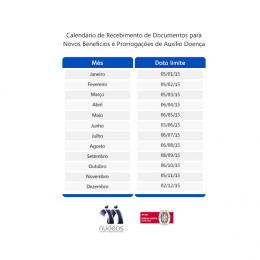 Calendário de Recebimento de Documentos para
Novos Benefícios e Prorrogações de Auxílio Doença
Mês Data limite
Janeiro 05/01/15
Fevereiro 05/02/15
Março 05/03/15
Abril 06/04/15
Maio 06/05/15
Junho 03/06/15
Julho 06/07/15
Agosto 06/08/15
Setembro 08/09/15
Outubro 06/10/15
Novembro 05/11/15
Dezembro 02/12/15
nucleos